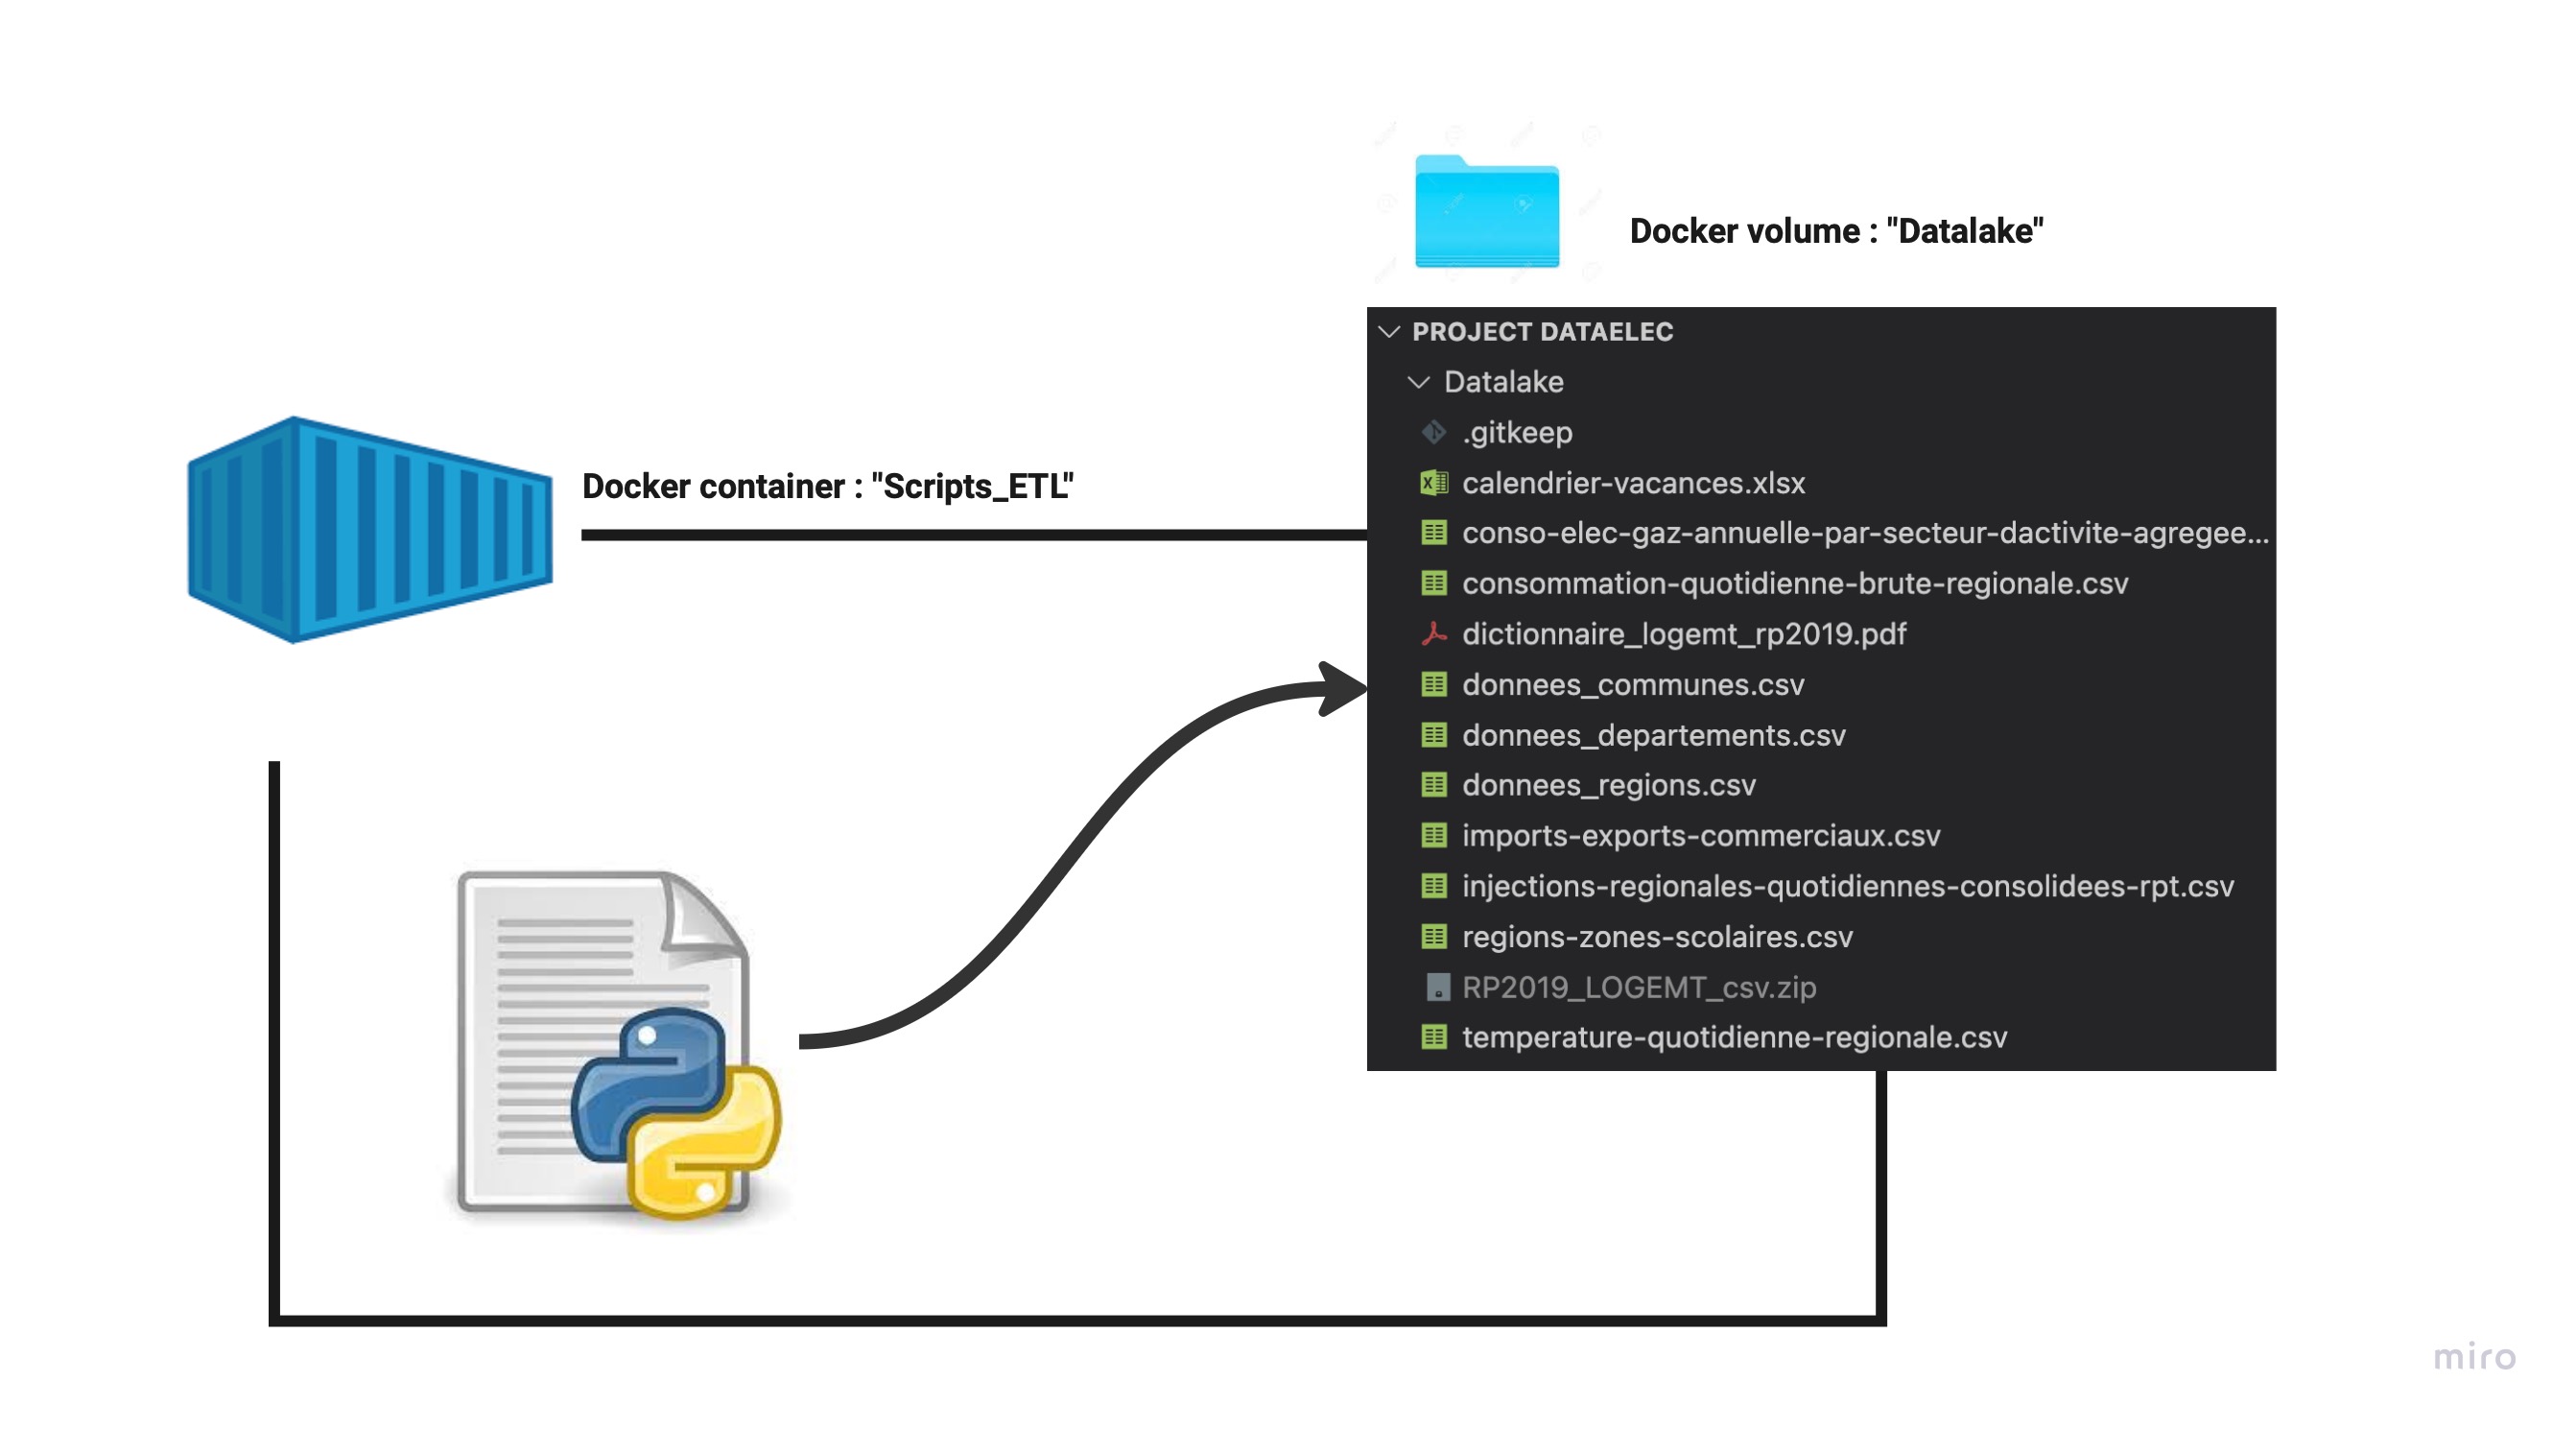 Docker volume : "Datalake"
PROJECT DATAELEC
Datalake
.gitkeep
Docker container : "Scripts_ETL"
calendrier-vacances.xlsx
conso-elec-gaz-annuelle-par-secteur-dactivite-agregee...
consommation-quotidienne-brute-regionale.csv
dictionnaire_logemt_rp2019.pdf
donnees_communes.csv
donnees_departements.csv
donnees_regions.csv
imports-exports-commerciaux.csv
injections-regionales-quotidiennes-consolidees-rpt.csv
regions-zones-scolaires.csv
RP2019_LOGEMT_csv.zip
temperature-quotidienne-regionale.csv
miro